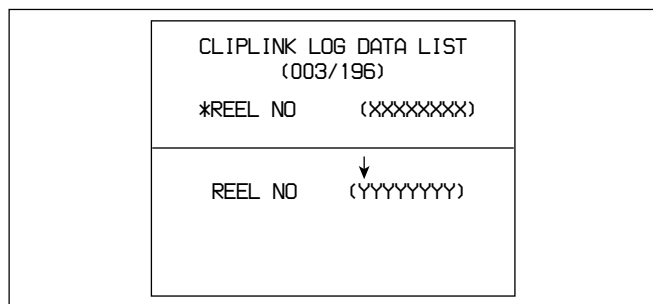 CLIPLINK LOG DATA LIST
(003/196)
*REEL NO (XXXXXXXX)
↓
REEL NO (YYYYYYYY)